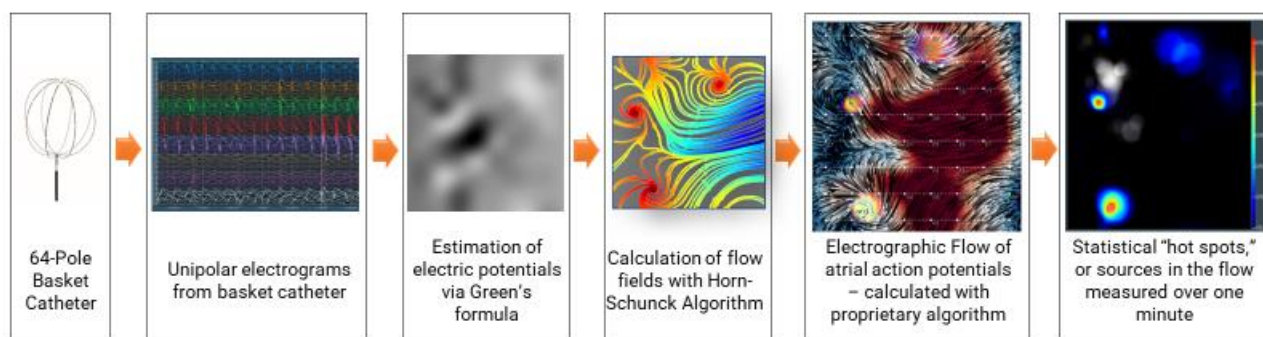 64-Pole
Basket
Catheter
Unipolar electrograms
from basket catheter
Estimation of
electric potentials
via Green's
formula
Calculation of flow
fields with Horn-
Schunck Algorithm
Electrographic Flow of
atrial action potentials
– calculated with
proprietary algorithm
Statistical "hot spots,"
or sources in the flow
measured over one
minute